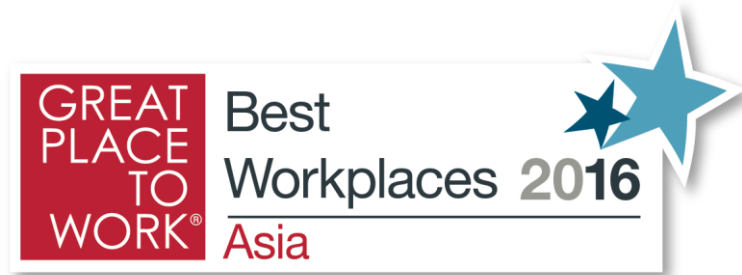 GREAT
PLACE
TO
WORK®
Best
Workplaces 2016
Asia